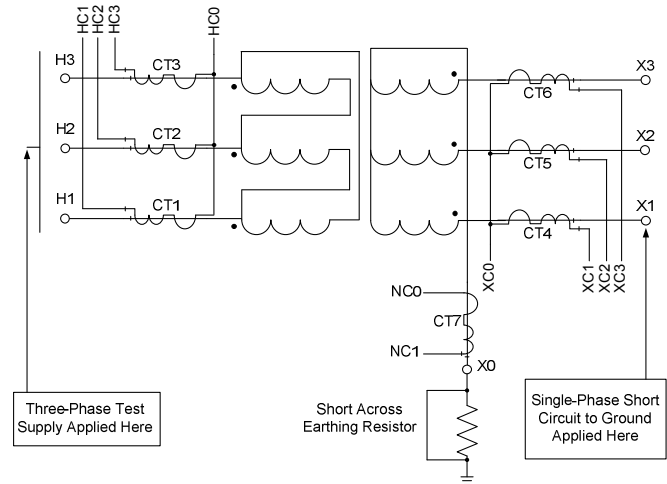 HC1
HC2
HC3
HC0
H3
CT3
H2
CT2
H1
CT1
X3
CT6
X2
CT5
X1
CT4
XC0
XC1
XC2
XC3
NC0
CT7
NC1
X0
Three-Phase Test
Supply Applied Here
Short Across
Earthing Resistor
Single-Phase Short
Circuit to Ground
Applied Here